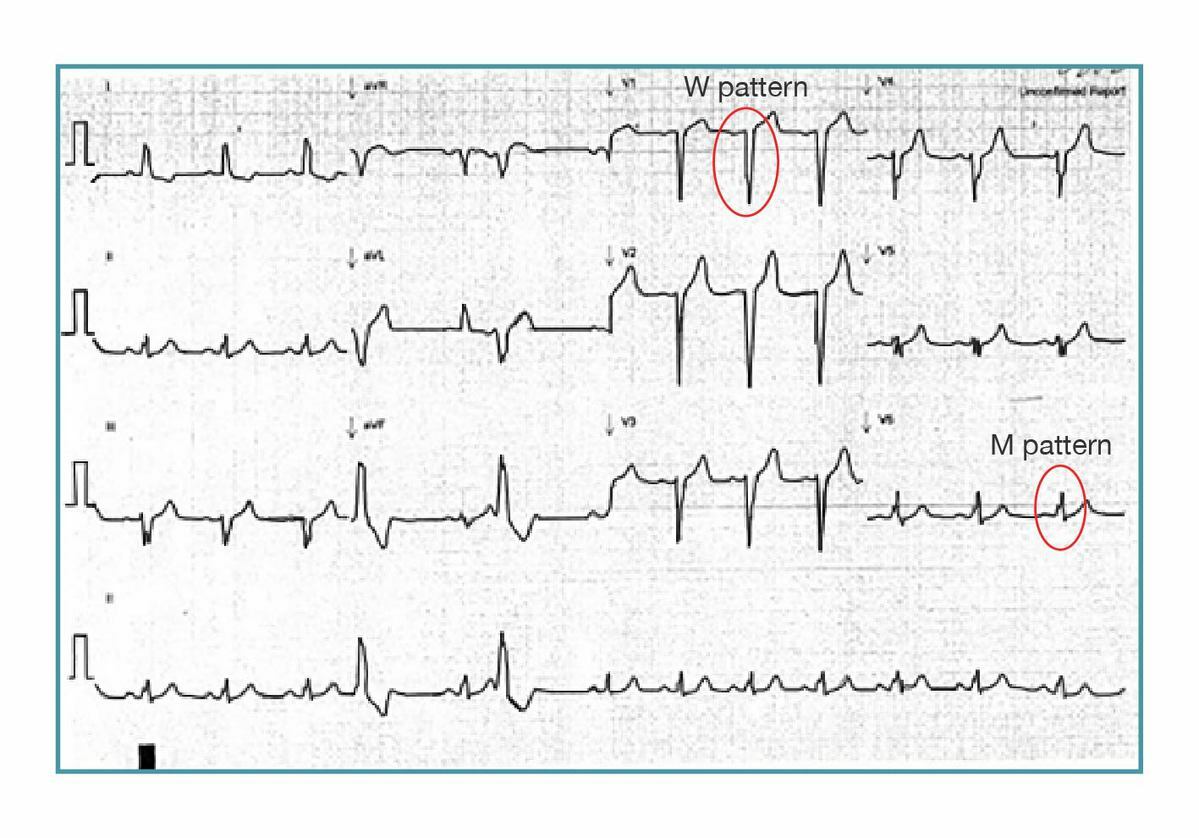 I
aVR
V1
W pattern
V4
Unconfirmed Report
II
aVL
V2
V5
III
aVF
V3
V6
M pattern
II